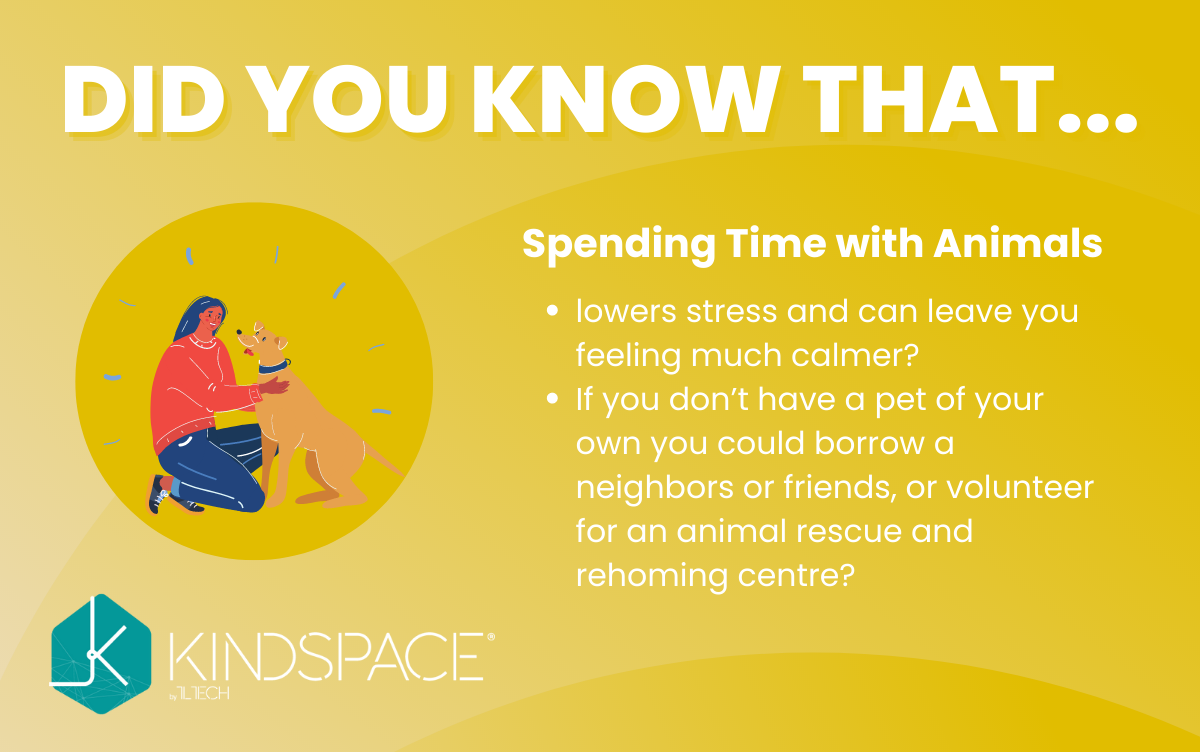 DID YOU KNOW THAT...
Spending Time with Animals
• lowers stress and can leave you
feeling much calmer?
• If you don’t have a pet of your
own you could borrow a
neighbors or friends, or volunteer
for an animal rescue and
rehoming centre?
KINDSPACE®
by 1LTECH